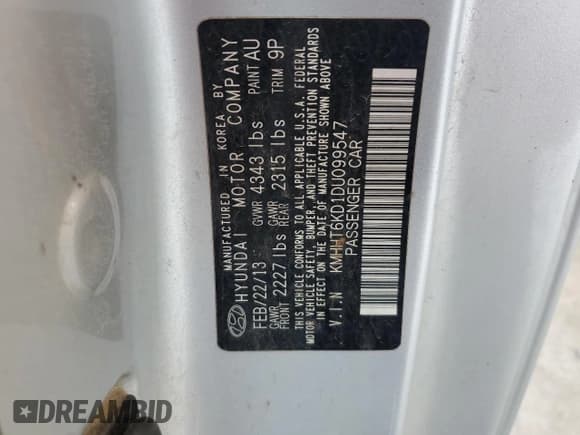 MANUFACTURED IN KOREA BY
HYUNDAI MOTOR COMPANY
FEB/22/13 GVWR 4343 lbs PAINT AU
GAWR FRONT 2227 lbs GAWR REAR 2315 lbs TRIM 9P
THIS VEHICLE CONFORMS TO ALL APPLICABLE U.S.A. FEDERAL
MOTOR VEHICLE SAFETY, BUMPER, AND THEFT PREVENTION STANDARDS
IN EFFECT ON THE DATE OF MANUFACTURE SHOWN ABOVE
V.I.N KMHHT6KD1DU099547
PASSENGER CAR
DREAMBID